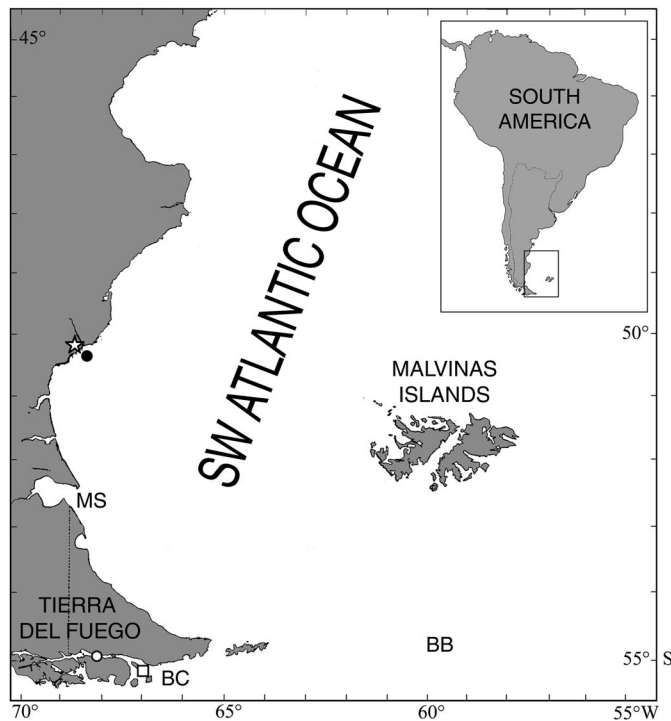 45°
SOUTH
AMERICA
SW ATLANTIC OCEAN
50°
MALVINAS
ISLANDS
MS
TIERRA
DEL FUEGO
BB
BC
55°
S
70°
65°
60°
55°W